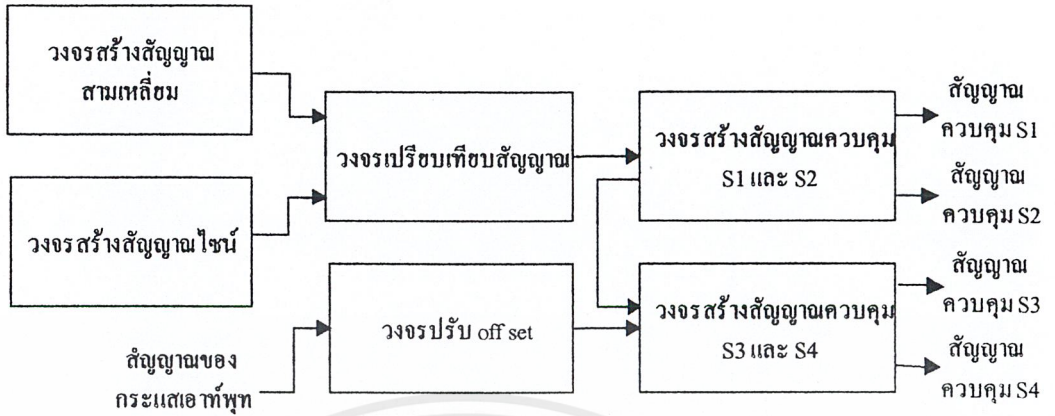 วงจรสร้างสัญญาณ
สามเหลี่ยม
วงจรสร้างสัญญาณไซน์
วงจรเปรียบเทียบสัญญาณ
วงจรสร้างสัญญาณควบคุม
S1 และ S2
สัญญาณ
ควบคุม S1
สัญญาณ
ควบคุม S2
สํญญาณของ
กระแสเอาท์พุท
วงจรปรับ off set
วงจรสร้างสัญญาณควบคุม
S3 และ S4
สัญญาณ
ควบคุม S3
สัญญาณ
ควบคุม S4